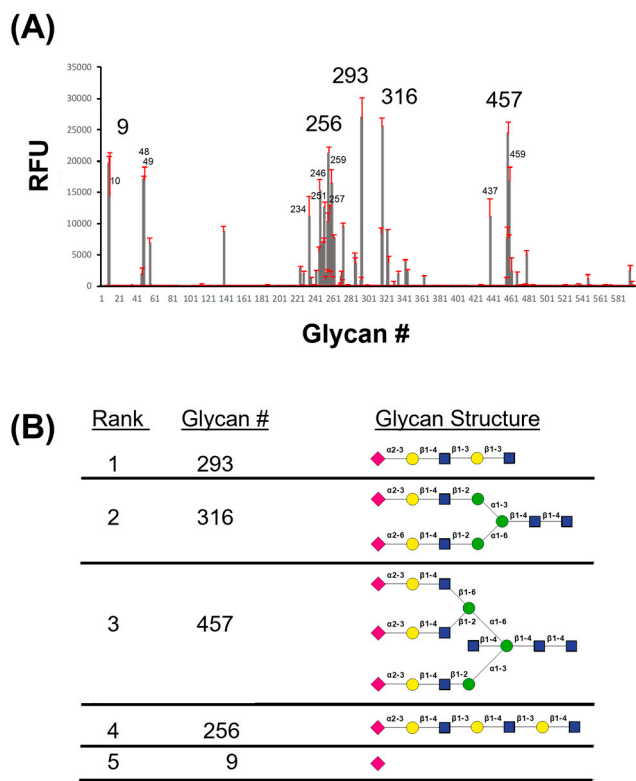 (A)
293
316
9
256
457
35000
30000
25000
20000
15000
10000
5000
0
RFU
48
49
10
246
259
251
257
234
459
437
1 21 41 61 81 101 121 141 161 181 201 221 241 261 281 301 321 341 361 381 401 421 441 461 481 501 521 541 561 581
Glycan #
(B)
Rank Glycan # Glycan Structure
1 293
α2-3 β1-4 β1-3 β1-3
2 316
α2-3 β1-4 β1-2
α1-3
β1-4 β1-4
α2-6 β1-4 β1-2 α1-6
3 457
α2-3 β1-4
β1-6
α2-3 β1-4 β1-2 α1-6
β1-4 β1-4 β1-4
α2-3 β1-4 β1-2 α1-3
4 256
α2-3 β1-4 β1-3 β1-4 β1-3 β1-4
5 9